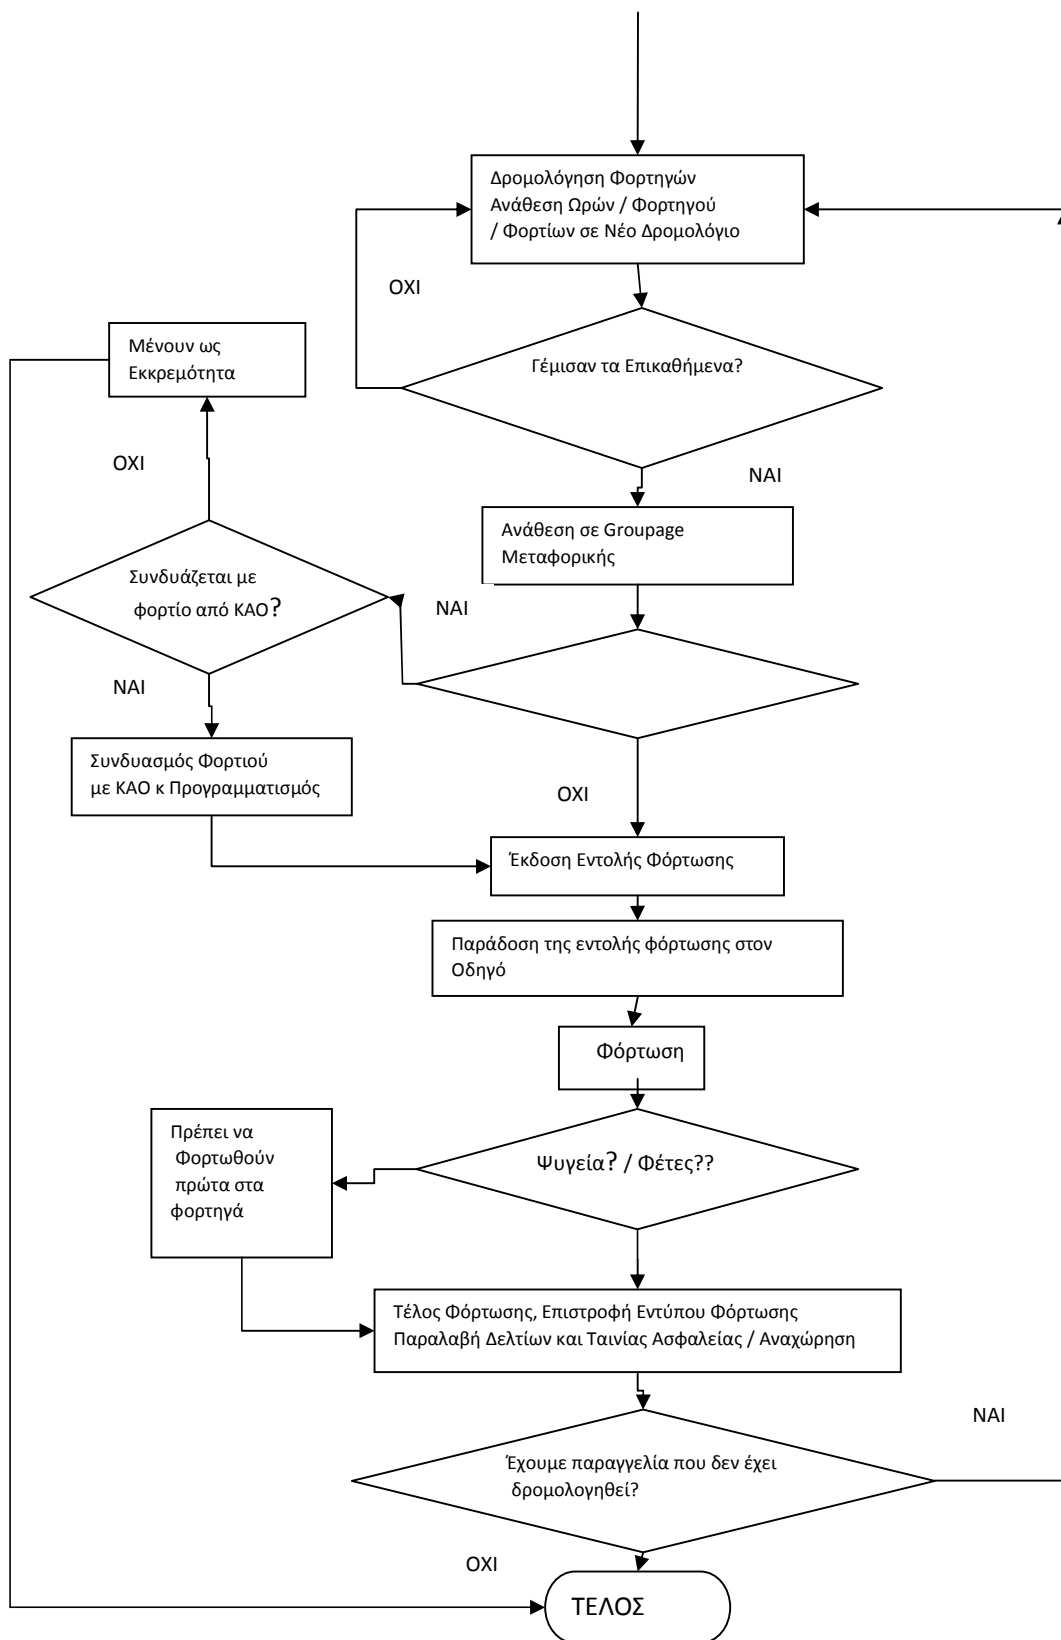 Δρομολόγηση Φορτηγών
Ανάθεση Ωρών / Φορτηγού
/ Φορτίων σε Νέο Δρομολόγιο
ΟΧΙ
Γέμισαν τα Επικαθήμενα?
Μένουν ως
Εκκρεμότητα
ΟΧΙ
ΝΑΙ
Ανάθεση σε Groupage
Μεταφορικής
Συνδυάζεται με
φορτίο από ΚΑΟ?
ΝΑΙ
ΝΑΙ
Συνδυασμός Φορτιού
με ΚΑΟ κ Προγραμματισμός
ΟΧΙ
Έκδοση Εντολής Φόρτωσης
Παράδοση της εντολής φόρτωσης στον
Οδηγό
Φόρτωση
Πρέπει να
Φορτωθούν
πρώτα στα
φορτηγά
Ψυγεία? / Φέτες??
Τέλος Φόρτωσης, Επιστροφή Εντύπου Φόρτωσης
Παραλαβή Δελτίων και Ταινίας Ασφαλείας / Αναχώρηση
ΝΑΙ
Έχουμε παραγγελία που δεν έχει
δρομολογηθεί?
ΟΧΙ
ΤΕΛΟΣ